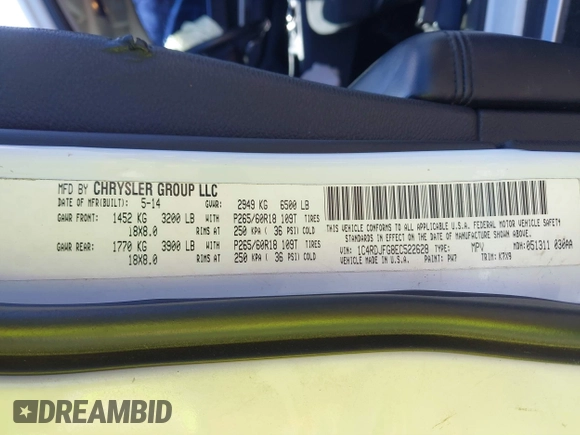 MFD BY CHRYSLER GROUP LLC
DATE OF MFR(BUILT): 5-14 GVWR: 2949 KG 6500 LB
GAWR FRONT: 1452 KG 3200 LB WITH P265/60R18 109T TIRES
18X8.0 RIMS AT 250 KPA ( 36 PSI) COLD
GAWR REAR: 1770 KG 3900 LB WITH P265/60R18 109T TIRES
18X8.0 RIMS AT 250 KPA ( 36 PSI) COLD
THIS VEHICLE CONFORMS TO ALL APPLICABLE U.S.A. FEDERAL MOTOR VEHICLE SAFETY
STANDARDS IN EFFECT ON THE DATE OF MANUFACTURE SHOWN ABOVE.
VIN: 1C4RDJFG8EC522628 TYPE: MPV MDH: 051311 030AA
MADE IN U.S.A. PAINT: PW7 TRIM: K7X9
DREAMBID